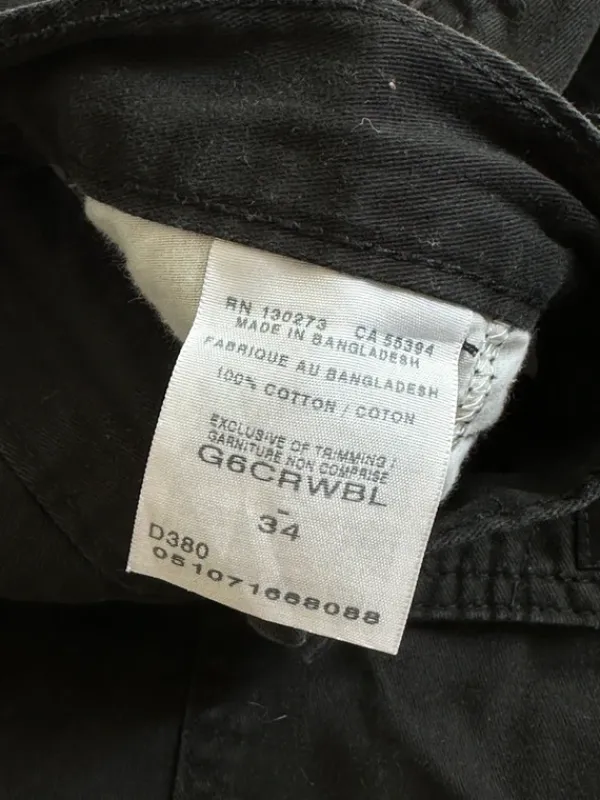 RN 130273 CA 55394
MADE IN BANGLADESH
FABRIQUE AU BANGLADESH
100% COTTON / COTON
EXCLUSIVE OF TRIMMING /
GARNITURE NON COMPRISE
G6CRWBL
-
34
D380
051071668088